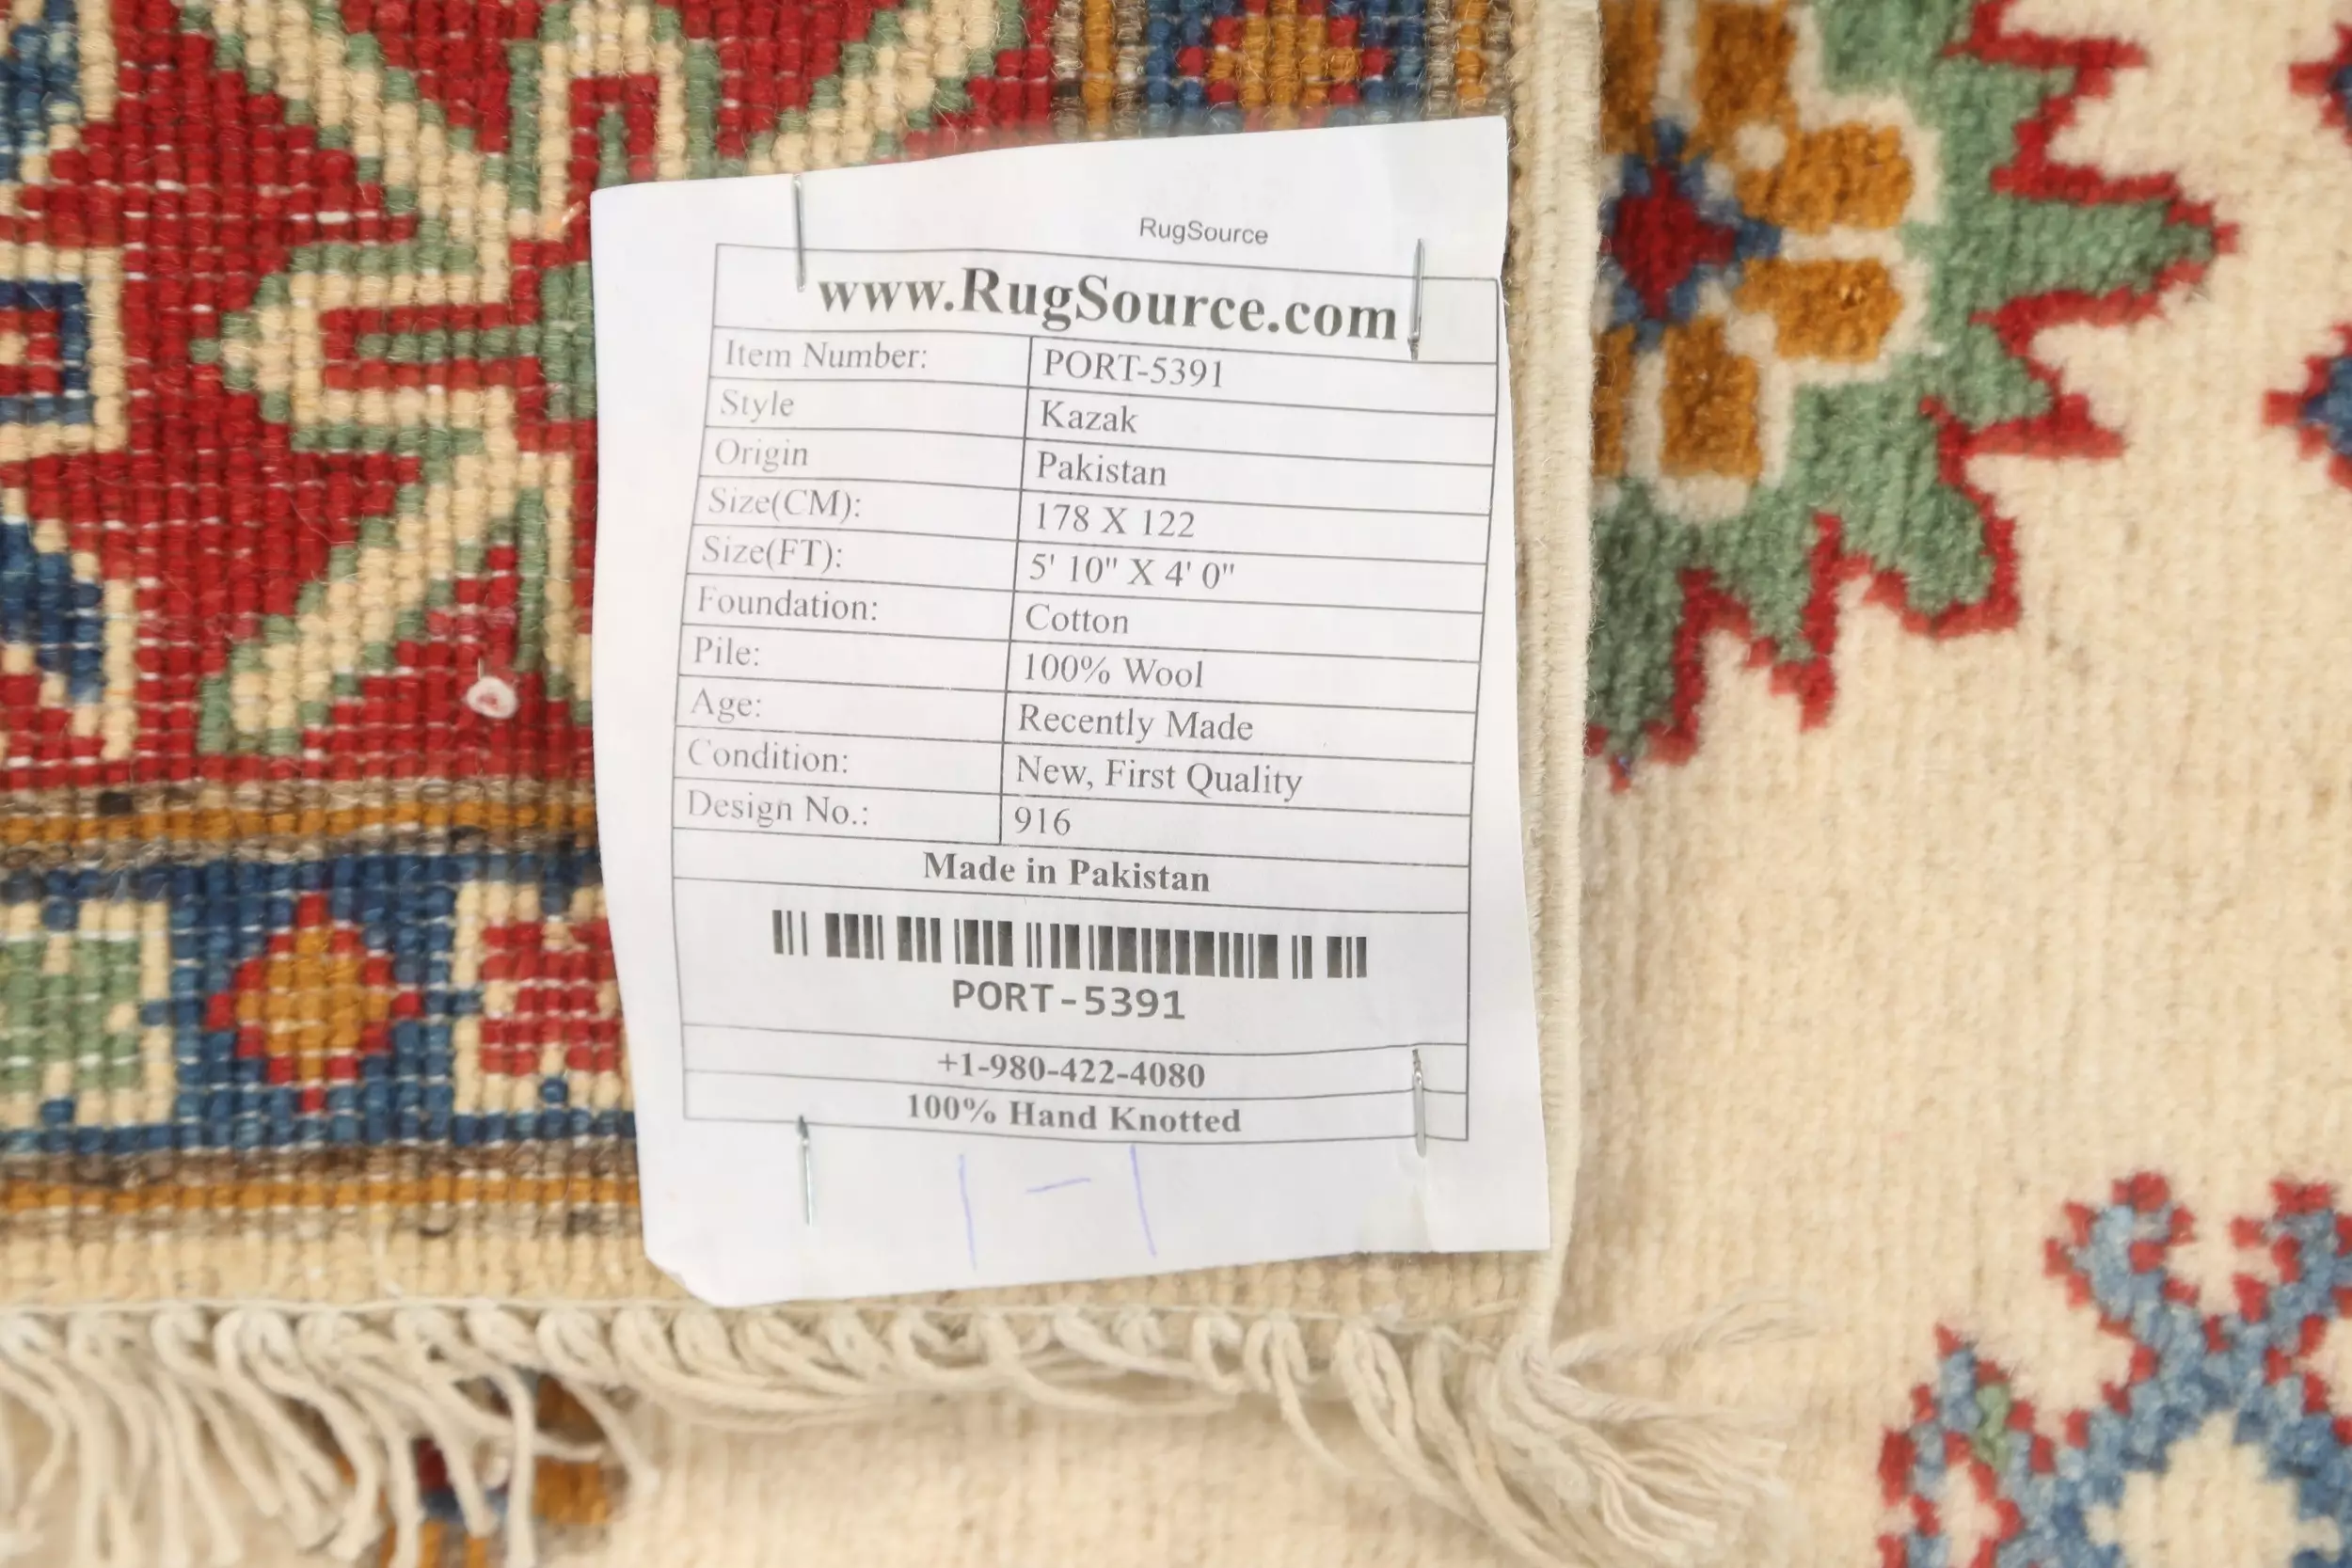 RugSource
www.RugSource.com
Item Number: PORT-5391
Style Kazak
Origin Pakistan
Size(CM): 178 X 122
Size(FT): 5' 10" X 4' 0"
Foundation: Cotton
Pile: 100% Wool
Age: Recently Made
Condition: New, First Quality
Design No.: 916
Made in Pakistan
PORT-5391
+1-980-422-4080
100% Hand Knotted
1-1